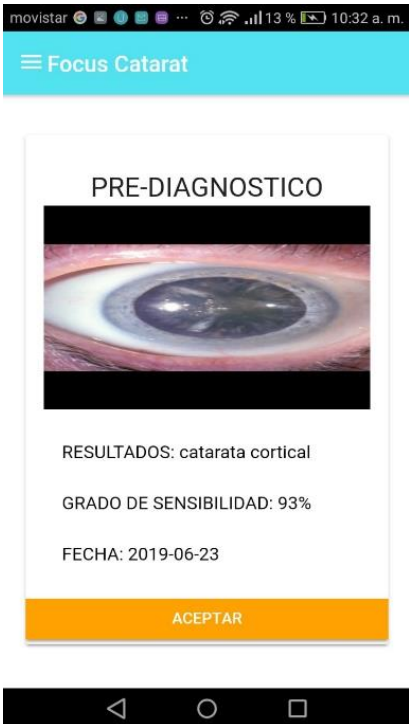 movistar 13 % 10:32 a. m.
Focus Catarat
PRE-DIAGNOSTICO
RESULTADOS: catarata cortical
GRADO DE SENSIBILIDAD: 93%
FECHA: 2019-06-23
ACEPTAR